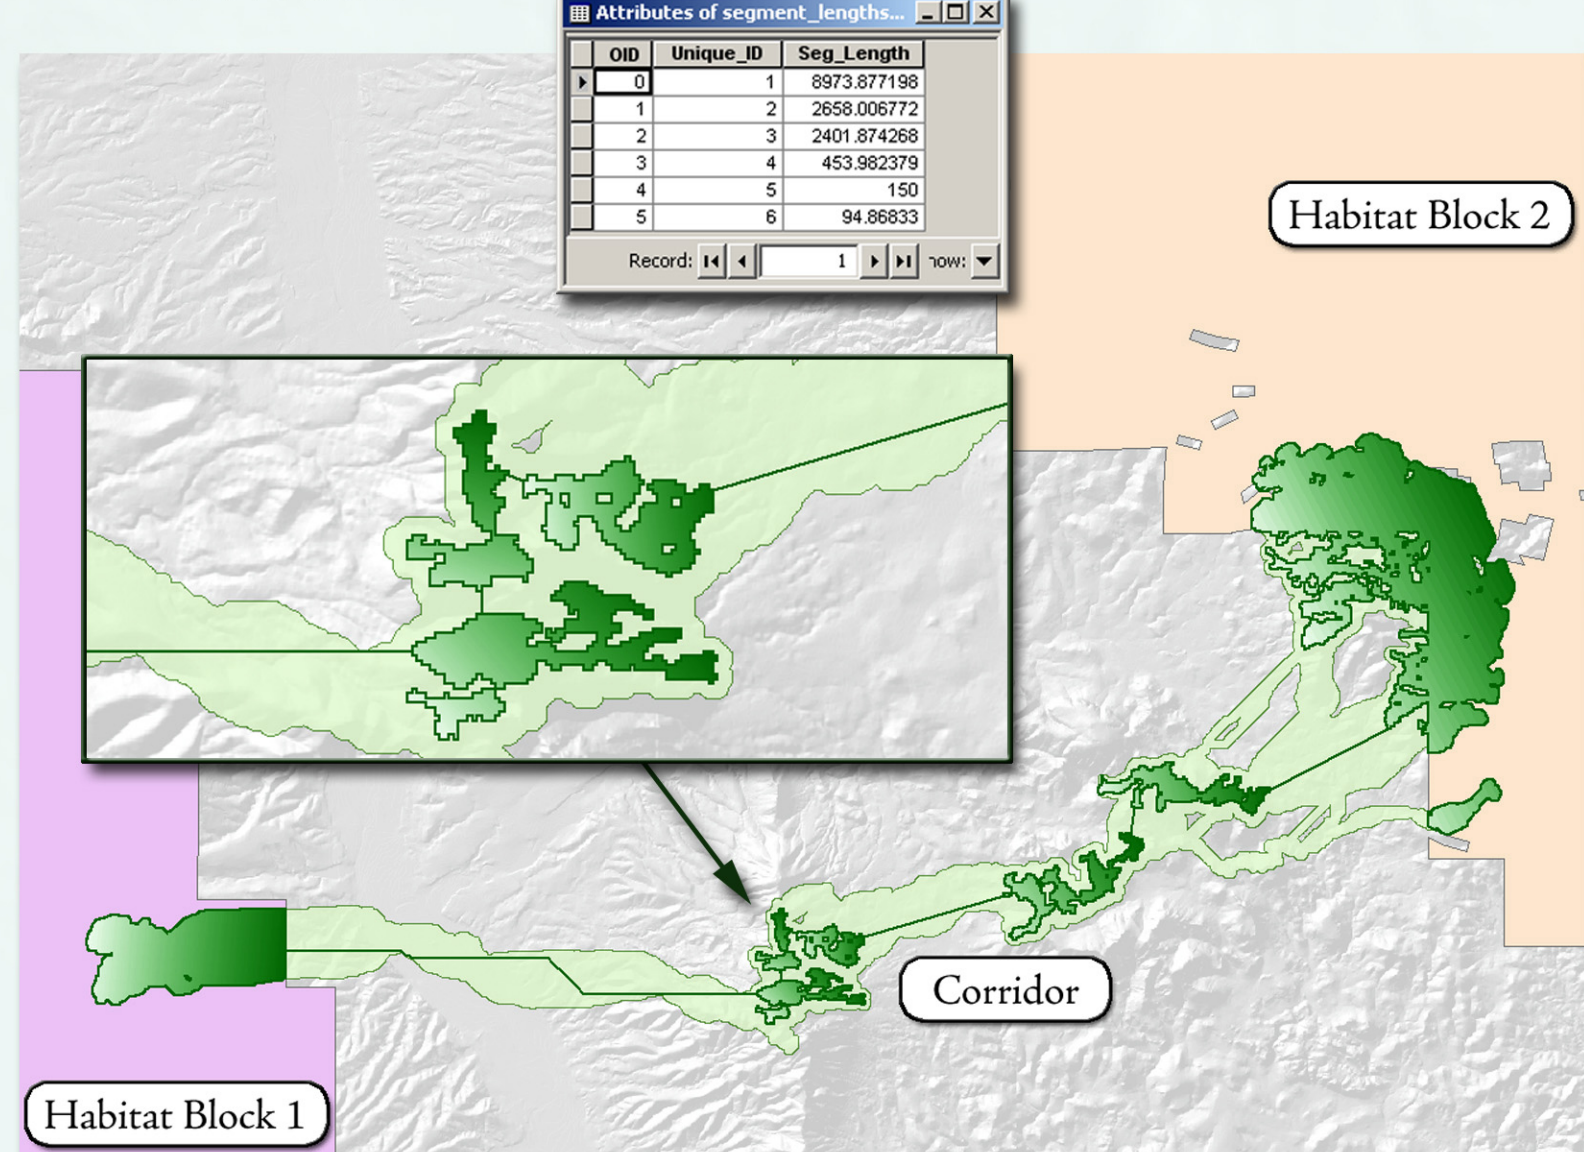 Attributes of segment_lengths...
OID Unique_ID Seg_Length
0 1 8973.877198
1 2 2658.006772
2 3 2401.874268
3 4 453.982379
4 5 150
5 6 94.86833
Record: 1 now:
Habitat Block 2
Corridor
Habitat Block 1